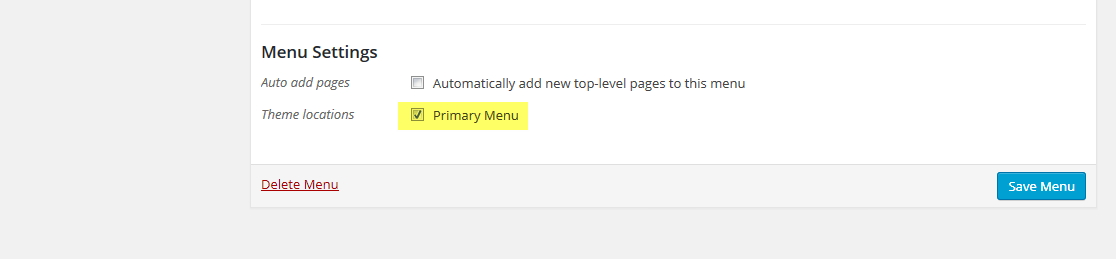 Menu Settings
Auto add pages Automatically add new top-level pages to this menu
Theme locations Primary Menu
Delete Menu Save Menu